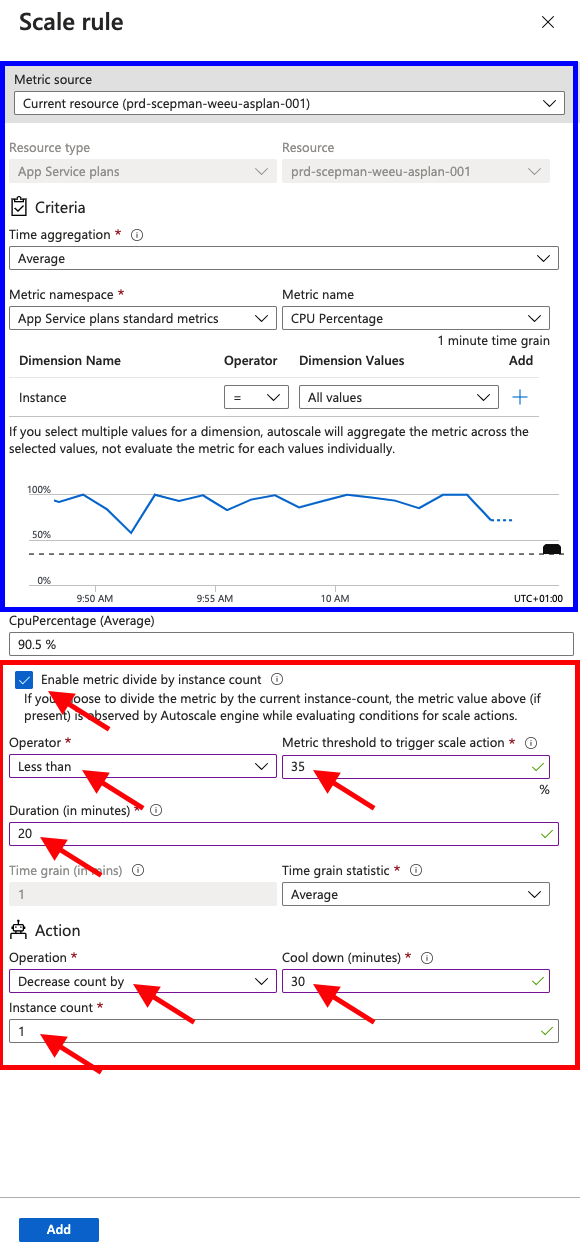 Scale rule
Metric source
Current resource (prd-scepman-weeu-asplan-001)
Resource type
Resource
App Service plans
prd-scepman-weeu-asplan-001
Criteria
Time aggregation *
Average
Metric namespace *
Metric name
App Service plans standard metrics
CPU Percentage
1 minute time grain
Dimension Name Operator Dimension Values Add
Instance = All values
If you select multiple values for a dimension, autoscale will aggregate the metric across the
selected values, not evaluate the metric for each values individually.
100%
50%
0%
9:50 AM 9:55 AM 10 AM UTC+01:00
CpuPercentage (Average)
90.5 %
Enable metric divide by instance count
If you choose to divide the metric by the current instance-count, the metric value above (if
present) is observed by Autoscale engine while evaluating conditions for scale actions.
Operator *
Metric threshold to trigger scale action *
Less than
35
%
Duration (in minutes) *
20
Time grain (in mins)
Time grain statistic *
1
Average
Action
Operation *
Cool down (minutes) *
Decrease count by
30
Instance count *
1
Add